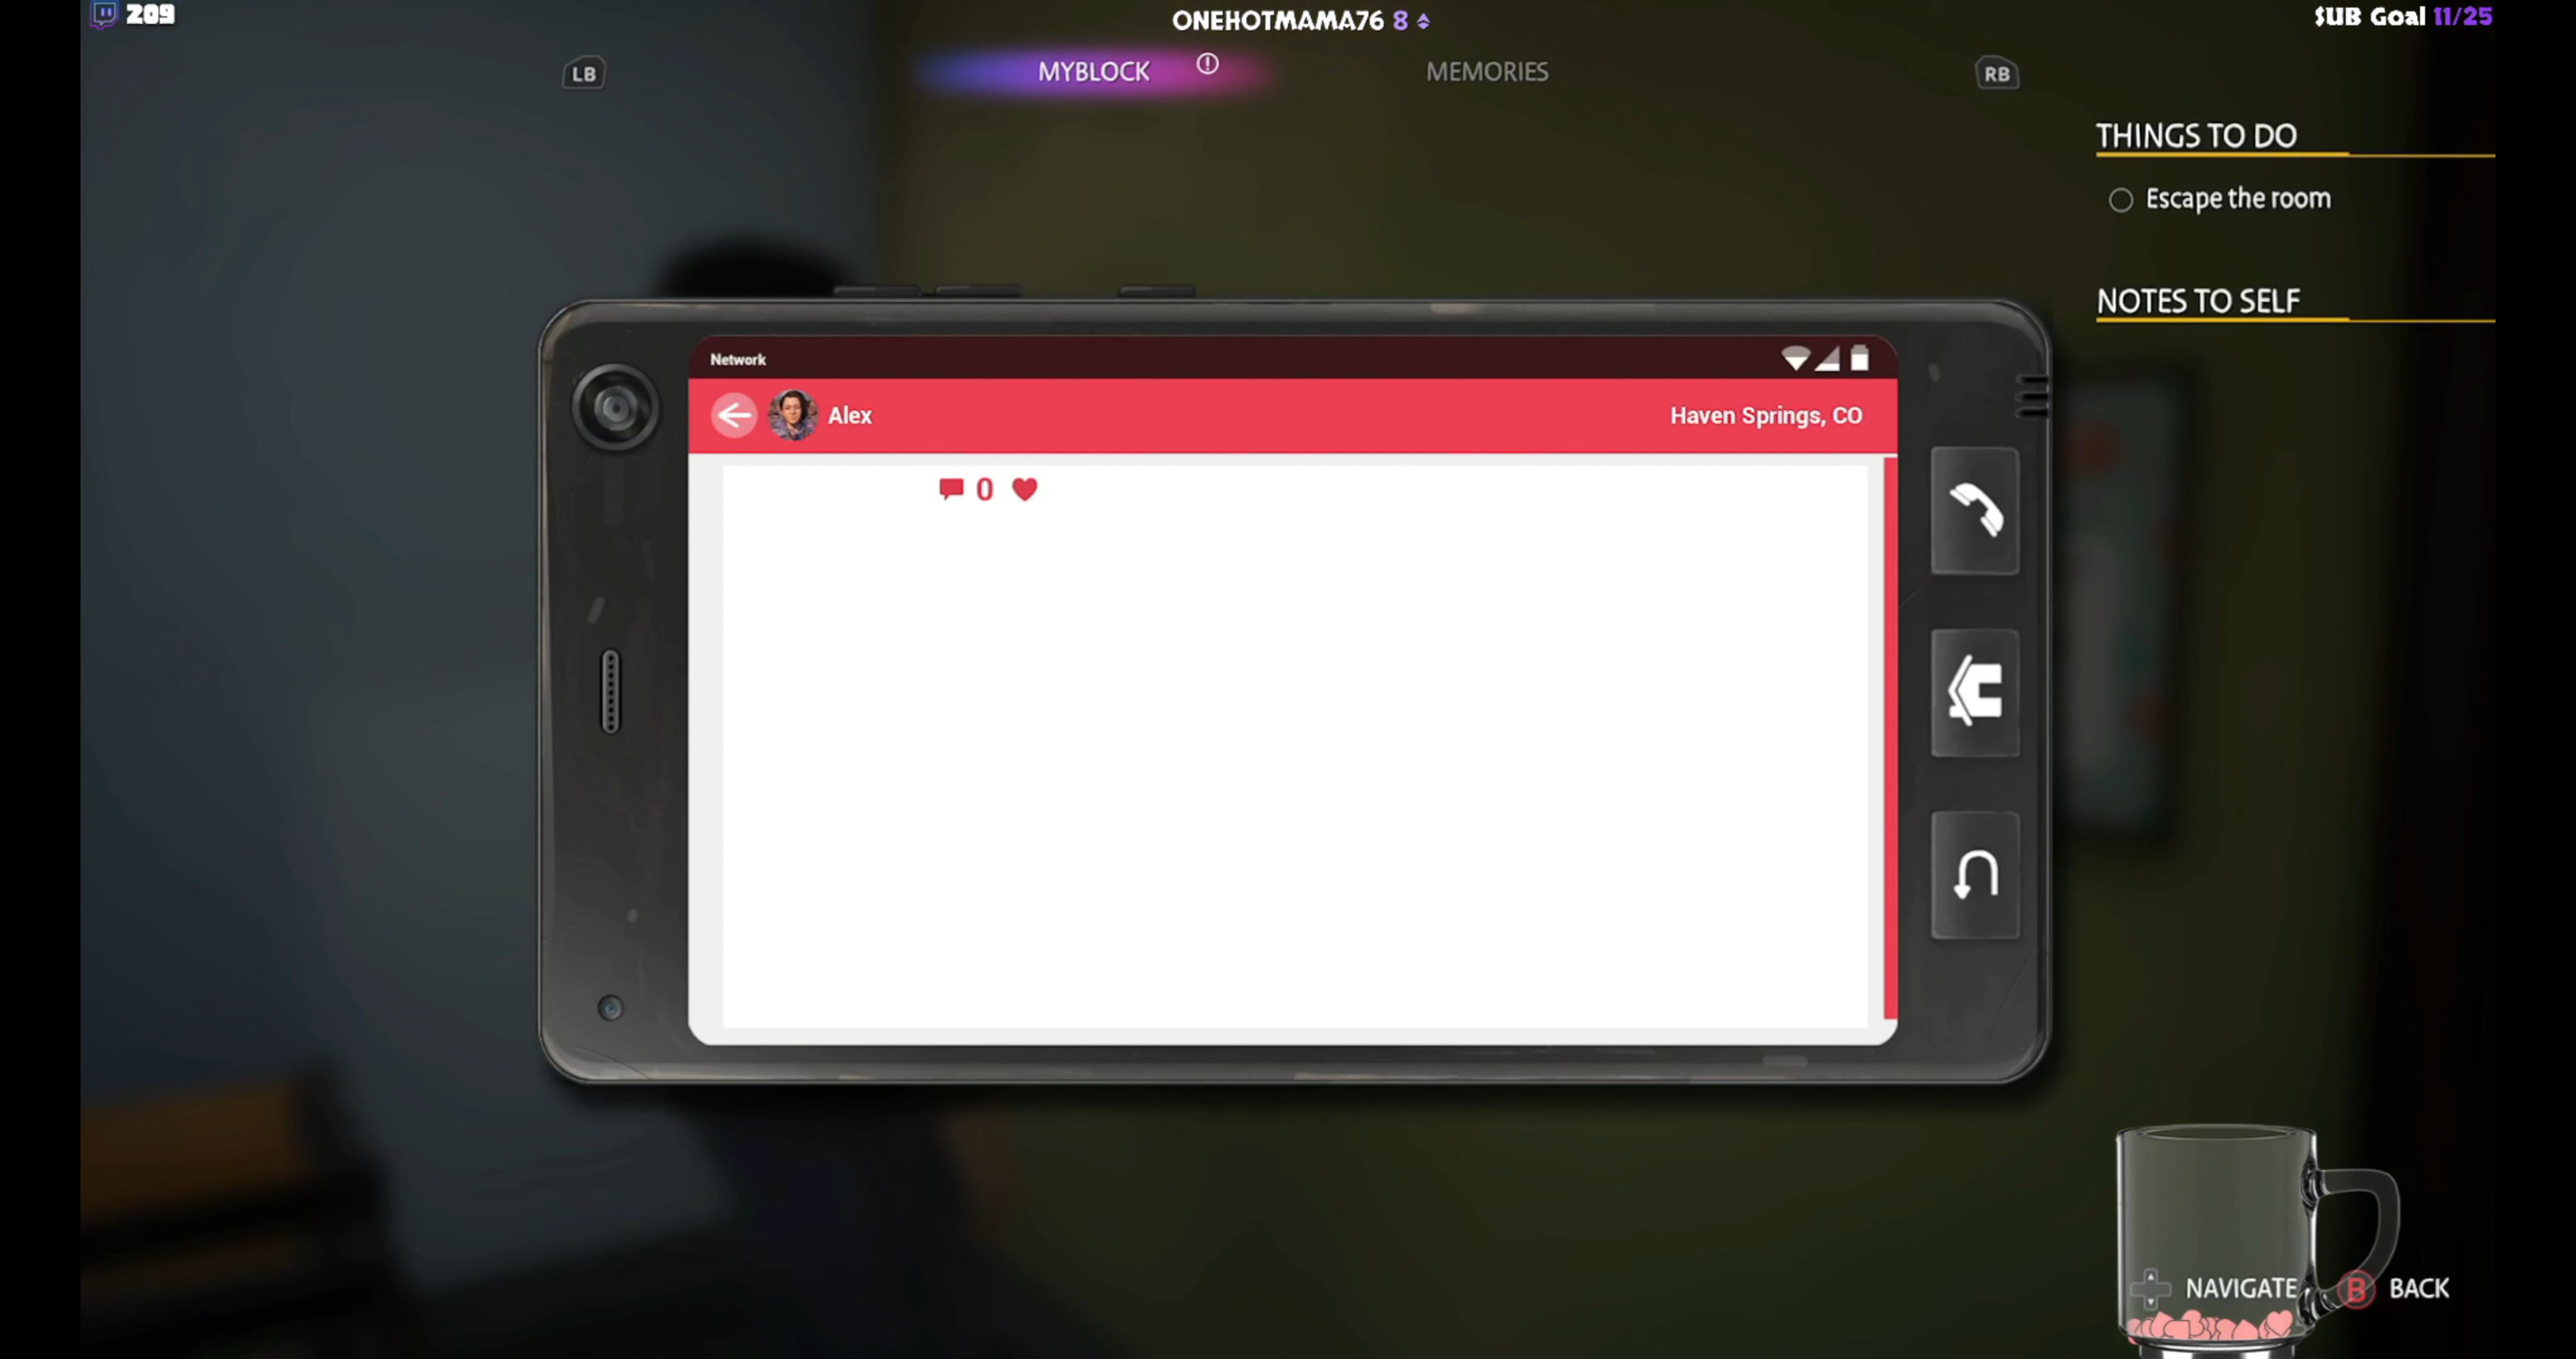 209
ONEHOTMAMA76 8
SUB Goal 11/25
LB
MYBLOCK
MEMORIES
RB
THINGS TO DO
Escape the room
NOTES TO SELF
Network
Alex
Haven Springs, CO
0
NAVIGATE
B BACK